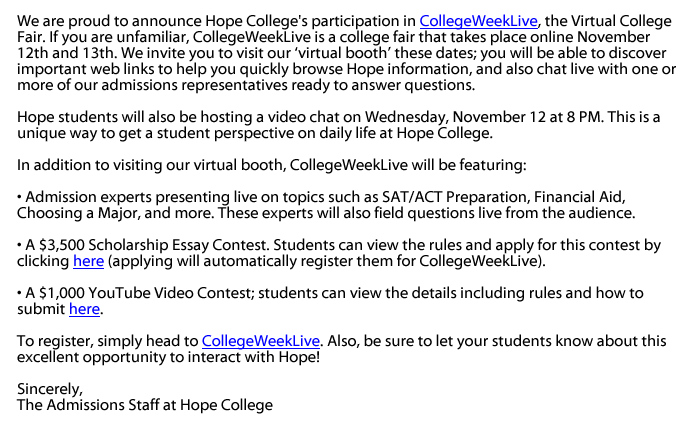 We are proud to announce Hope College's participation in CollegeWeekLive, the Virtual College
Fair. If you are unfamiliar, CollegeWeekLive is a college fair that takes place online November
12th and 13th. We invite you to visit our ‘virtual booth’ these dates; you will be able to discover
important web links to help you quickly browse Hope information, and also chat live with one or
more of our admissions representatives ready to answer questions.
Hope students will also be hosting a video chat on Wednesday, November 12 at 8 PM. This is a
unique way to get a student perspective on daily life at Hope College.
In addition to visiting our virtual booth, CollegeWeekLive will be featuring:
• Admission experts presenting live on topics such as SAT/ACT Preparation, Financial Aid,
Choosing a Major, and more. These experts will also field questions live from the audience.
• A $3,500 Scholarship Essay Contest. Students can view the rules and apply for this contest by
clicking here (applying will automatically register them for CollegeWeekLive).
• A $1,000 YouTube Video Contest; students can view the details including rules and how to
submit here.
To register, simply head to CollegeWeekLive. Also, be sure to let your students know about this
excellent opportunity to interact with Hope!
Sincerely,
The Admissions Staff at Hope College